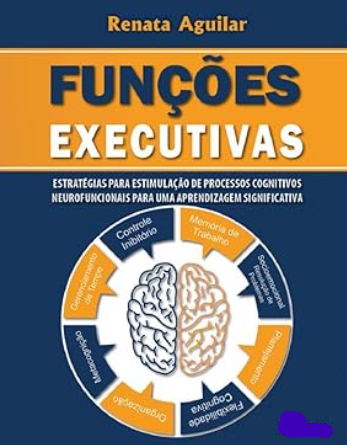 Renata Aguilar
FUNÇÕES
EXECUTIVAS
ESTRATÉGIAS PARA ESTIMULAÇÃO DE PROCESSOS COGNITIVOS
NEUROFUNCIONAIS PARA UMA APRENDIZAGEM SIGNIFICATIVA
Controle
Inibitório
Memória de
Trabalho
Socioemocional
Resolução de
Problemas
Planejamento
Flexibilidade
Cognitiva
Organização
Metacognição
Gerenciamento
de Tempo